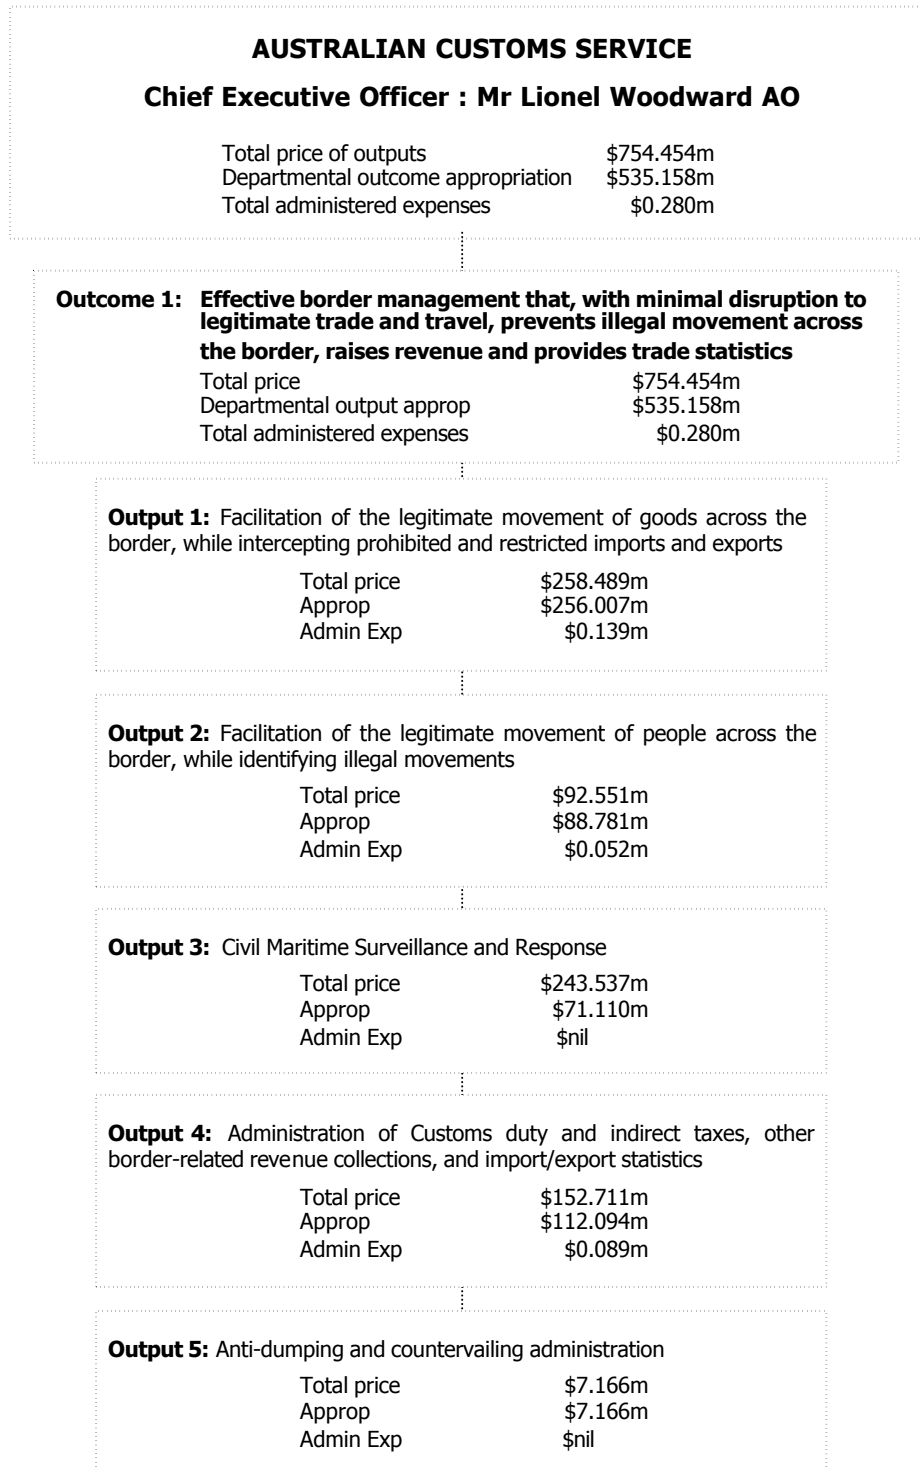 AUSTRALIAN CUSTOMS SERVICE
Chief Executive Officer : Mr Lionel Woodward AO
Total price of outputs $754.454m
Departmental outcome appropriation $535.158m
Total administered expenses $0.280m
Outcome 1: Effective border management that, with minimal disruption to
legitimate trade and travel, prevents illegal movement across
the border, raises revenue and provides trade statistics
Total price $754.454m
Departmental output approp $535.158m
Total administered expenses $0.280m
Output 1: Facilitation of the legitimate movement of goods across the
border, while intercepting prohibited and restricted imports and exports
Total price $258.489m
Approp $256.007m
Admin Exp $0.139m
Output 2: Facilitation of the legitimate movement of people across the
border, while identifying illegal movements
Total price $92.551m
Approp $88.781m
Admin Exp $0.052m
Output 3: Civil Maritime Surveillance and Response
Total price $243.537m
Approp $71.110m
Admin Exp $nil
Output 4: Administration of Customs duty and indirect taxes, other
border-related revenue collections, and import/export statistics
Total price $152.711m
Approp $112.094m
Admin Exp $0.089m
Output 5: Anti-dumping and countervailing administration
Total price $7.166m
Approp $7.166m
Admin Exp $nil